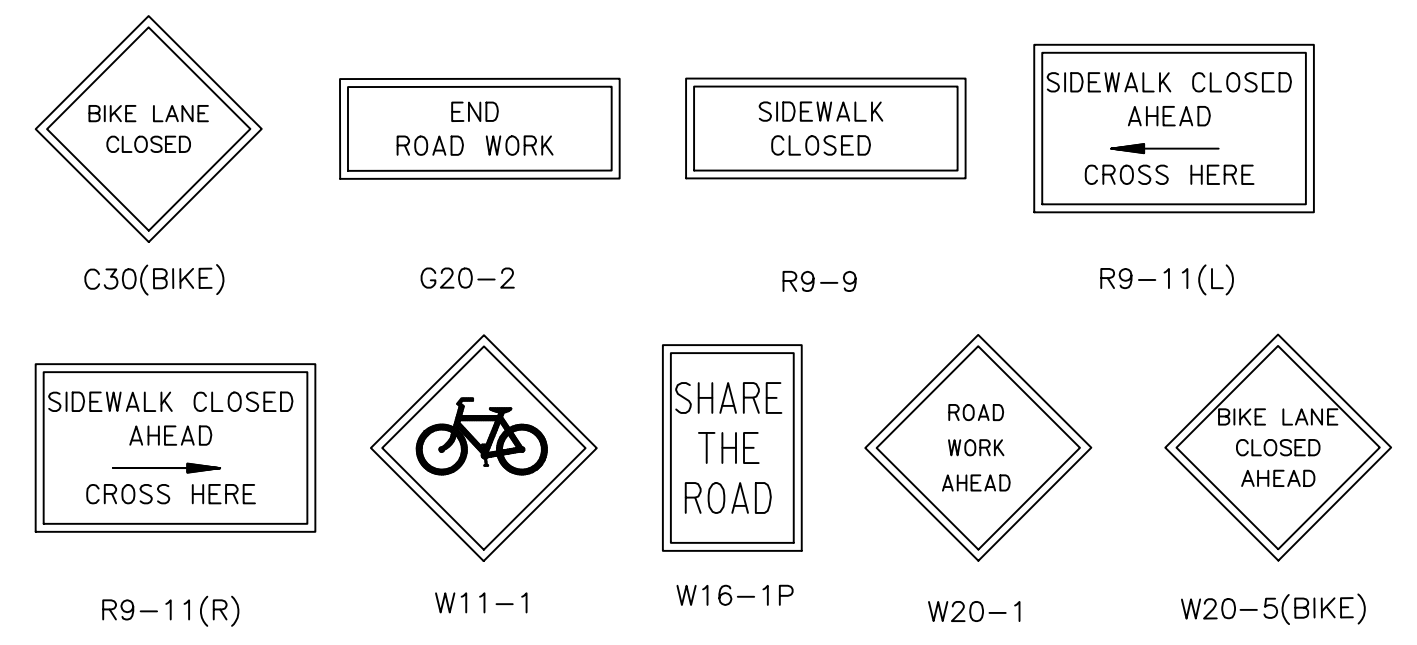 BIKE LANE
CLOSED
C30(BIKE)
END
ROAD WORK
G20-2
SIDEWALK
CLOSED
R9-9
SIDEWALK CLOSED
AHEAD
CROSS HERE
R9-11(L)
SIDEWALK CLOSED
AHEAD
CROSS HERE
R9-11(R)
W11-1
SHARE
THE
ROAD
W16-1P
ROAD
WORK
AHEAD
W20-1
BIKE LANE
CLOSED
AHEAD
W20-5(BIKE)